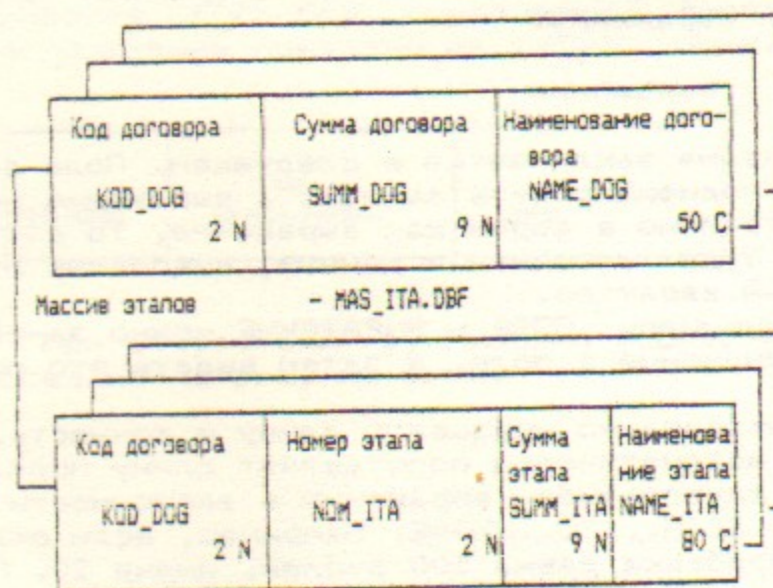 Код договора Сумма договора Наименование дого-
вора
KOD_DOG SUMM_DOG NAME_DOG
2 N 9 N 50 C
Массив этапов - MAS_ITA.DBF
Код договора Номер этапа Сумма Наименова
этапа ние этапа
KOD_DOG NOM_ITA SUMM_ITA NAME_ITA
2 N 2 N 9 N 80 C